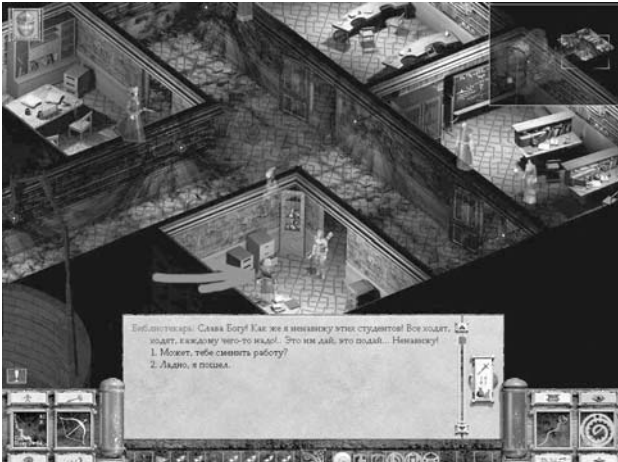 Библиотекарь: Слава Богу! Как же я ненавижу этих студентов! Все ходят,
ходят, каждому чего-то надо!.. Это им дай, это подай... Ненавижу!
1. Может, тебе сменить работу?
2. Ладно, я пошел.